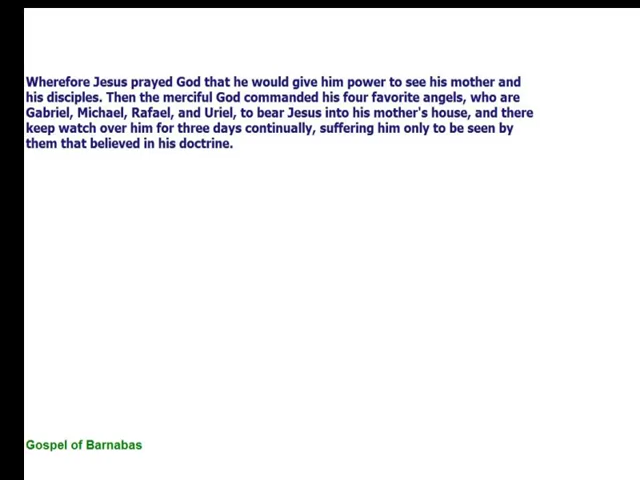 Wherefore Jesus prayed God that he would give him power to see his mother and
his disciples. Then the merciful God commanded his four favorite angels, who are
Gabriel, Michael, Rafael, and Uriel, to bear Jesus into his mother's house, and there
keep watch over him for three days continually, suffering him only to be seen by
them that believed in his doctrine.
Gospel of Barnabas